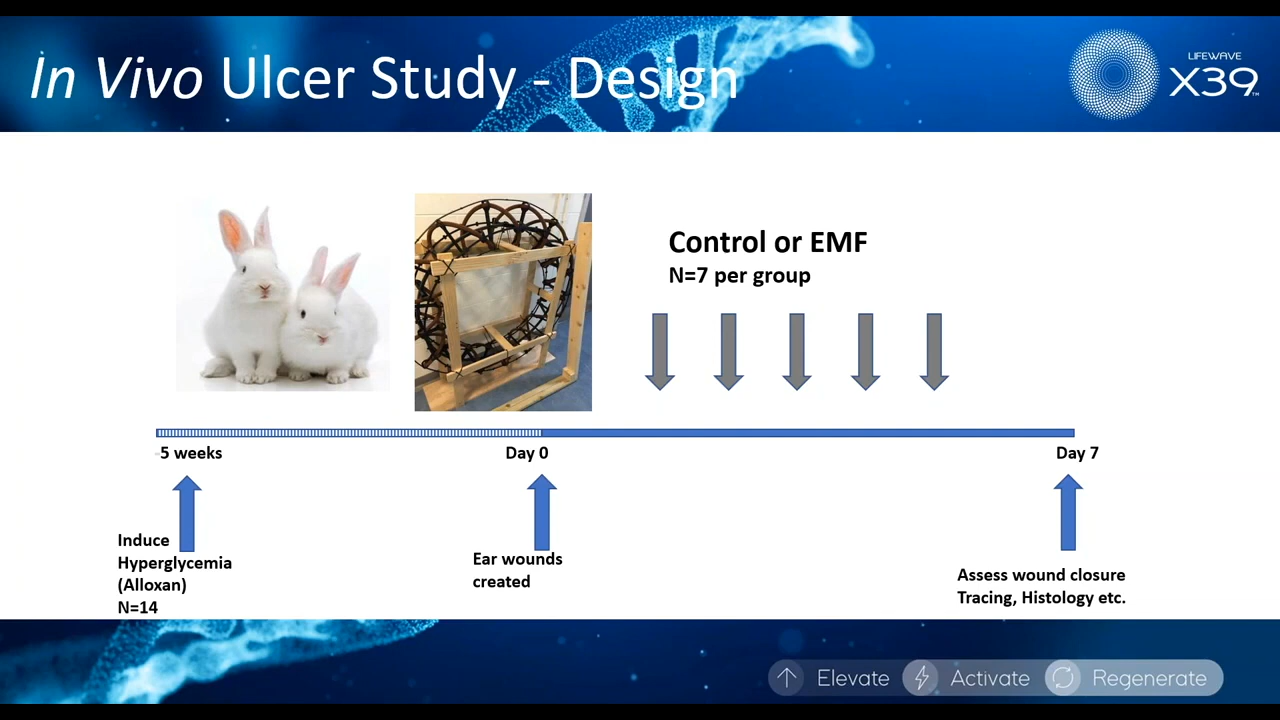 In Vivo Ulcer Study - Design
LIFEWAVE
X39™
Control or EMF
N=7 per group
-5 weeks
Day 0
Day 7
Induce
Hyperglycemia
(Alloxan)
N=14
Ear wounds
created
Assess wound closure
Tracing, Histology etc.
Elevate
Activate
Regenerate